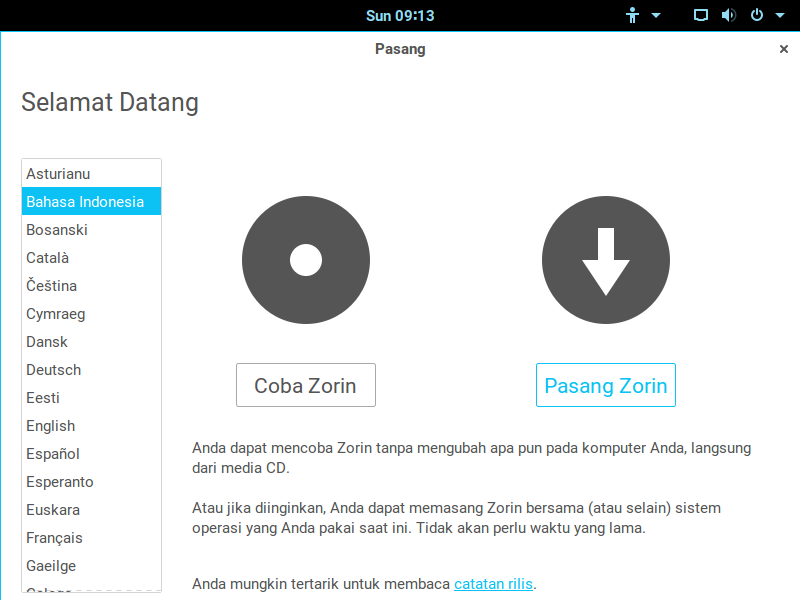 Sun 09:13
Pasang
Selamat Datang
Asturianu
Bahasa Indonesia
Bosanski
Català
Čeština
Cymraeg
Dansk
Deutsch
Eesti
English
Español
Esperanto
Euskara
Français
Gaeilge
Coba Zorin
Pasang Zorin
Anda dapat mencoba Zorin tanpa mengubah apa pun pada komputer Anda, langsung
dari media CD.
Atau jika diinginkan, Anda dapat memasang Zorin bersama (atau selain) sistem
operasi yang Anda pakai saat ini. Tidak akan perlu waktu yang lama.
Anda mungkin tertarik untuk membaca catatan rilis.